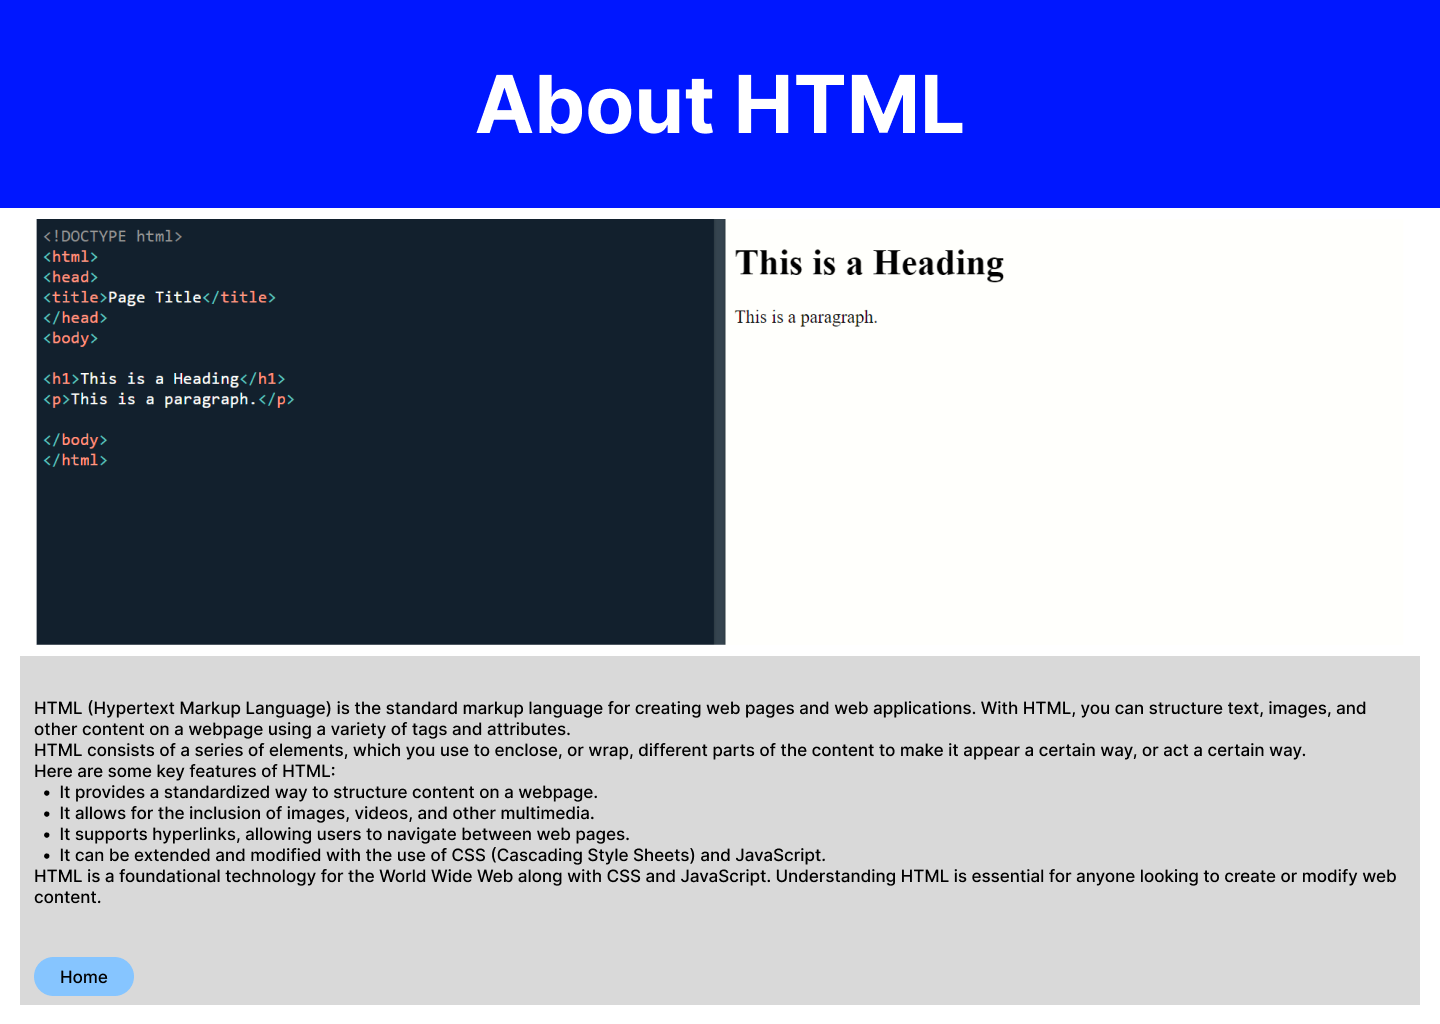 About HTML
<!DOCTYPE html>
<html>
<head>
<title>Page Title</title>
</head>
<body>
<h1>This is a Heading</h1>
<p>This is a paragraph.</p>
</body>
</html>
This is a Heading
This is a paragraph.
HTML (Hypertext Markup Language) is the standard markup language for creating web pages and web applications. With HTML, you can structure text, images, and
other content on a webpage using a variety of tags and attributes.
HTML consists of a series of elements, which you use to enclose, or wrap, different parts of the content to make it appear a certain way, or act a certain way.
Here are some key features of HTML:
• It provides a standardized way to structure content on a webpage.
• It allows for the inclusion of images, videos, and other multimedia.
• It supports hyperlinks, allowing users to navigate between web pages.
• It can be extended and modified with the use of CSS (Cascading Style Sheets) and JavaScript.
HTML is a foundational technology for the World Wide Web along with CSS and JavaScript. Understanding HTML is essential for anyone looking to create or modify web
content.
Home